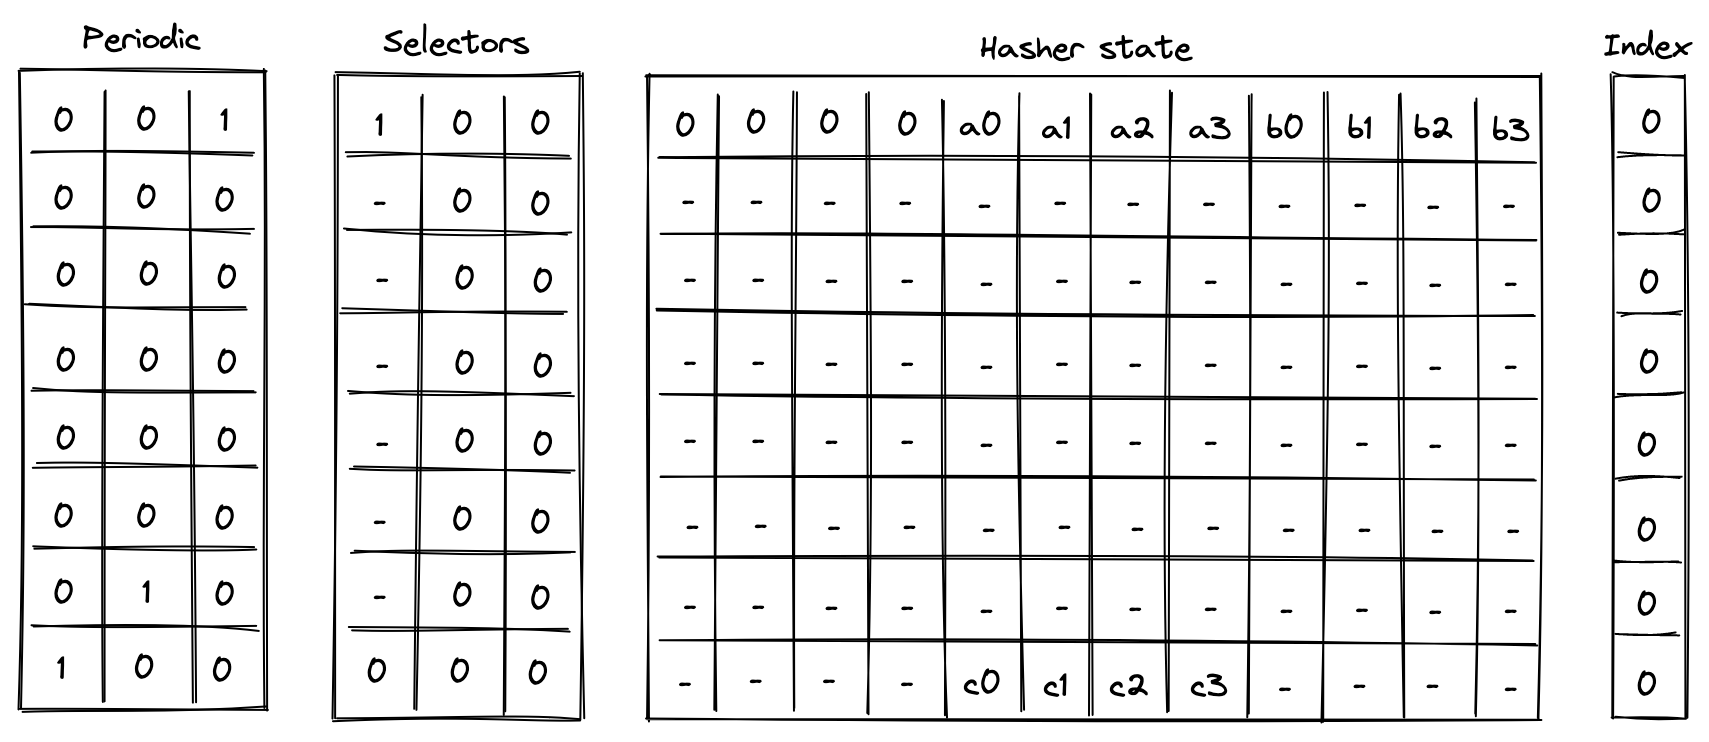 Periodic Selectors Hasher state Index
0 0 1 1 0 0 0 0 0 0 a0 a1 a2 a3 b0 b1 b2 b3 0
0 0 0 - 0 0 - - - - - - - - - - - - 0
0 0 0 - 0 0 - - - - - - - - - - - - 0
0 0 0 - 0 0 - - - - - - - - - - - - 0
0 0 0 - 0 0 - - - - - - - - - - - - 0
0 0 0 - 0 0 - - - - - - - - - - - - 0
0 1 0 - 0 0 - - - - - - - - - - - - 0
1 0 0 0 0 0 - - - - c0 c1 c2 c3 - - - - 0